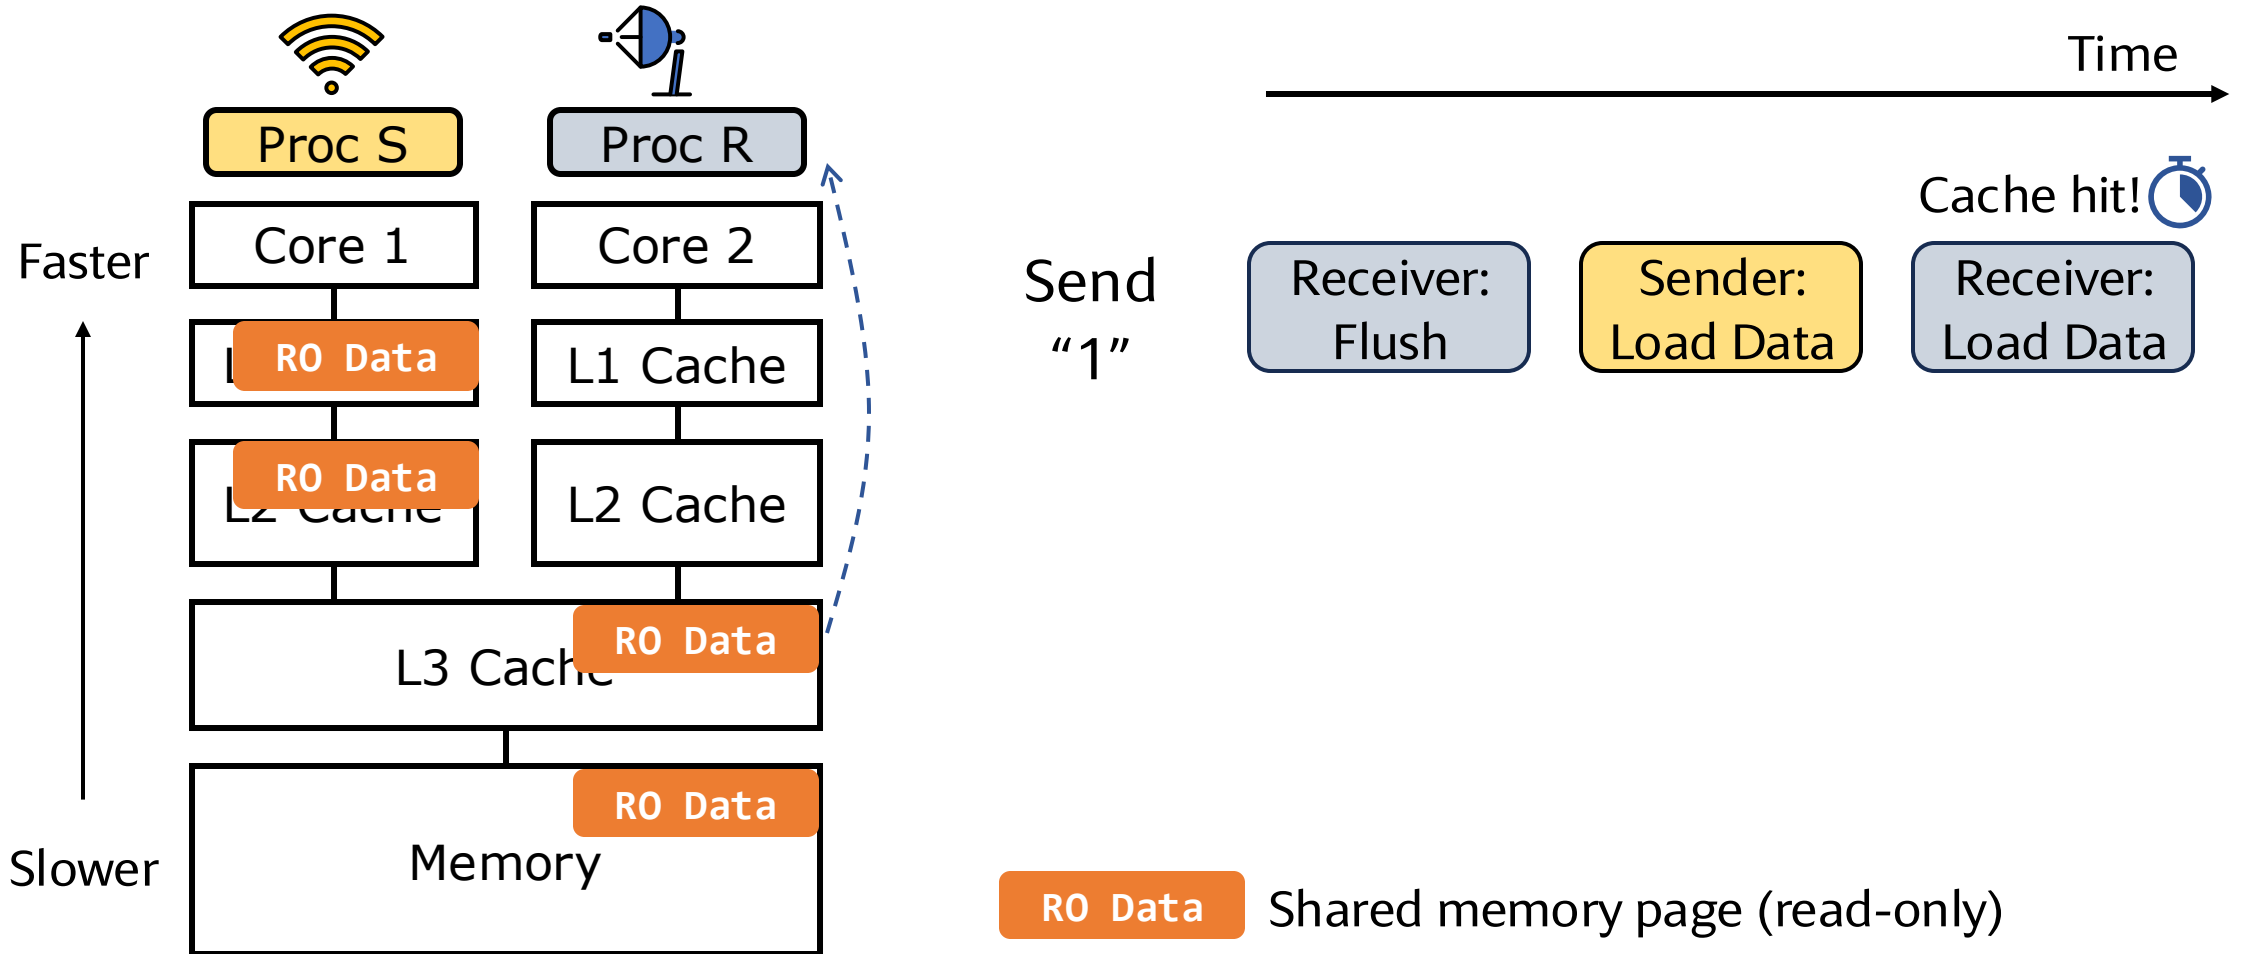 Time
Proc S
Proc R
Cache hit!
Faster
Core 1
Core 2
Send
“1”
Receiver:
Flush
Sender:
Load Data
Receiver:
Load Data
RO Data
L1 Cache
RO Data
L2 Cache
L2 Cache
RO Data
L3 Cache
RO Data
Memory
Slower
RO Data
Shared memory page (read-only)